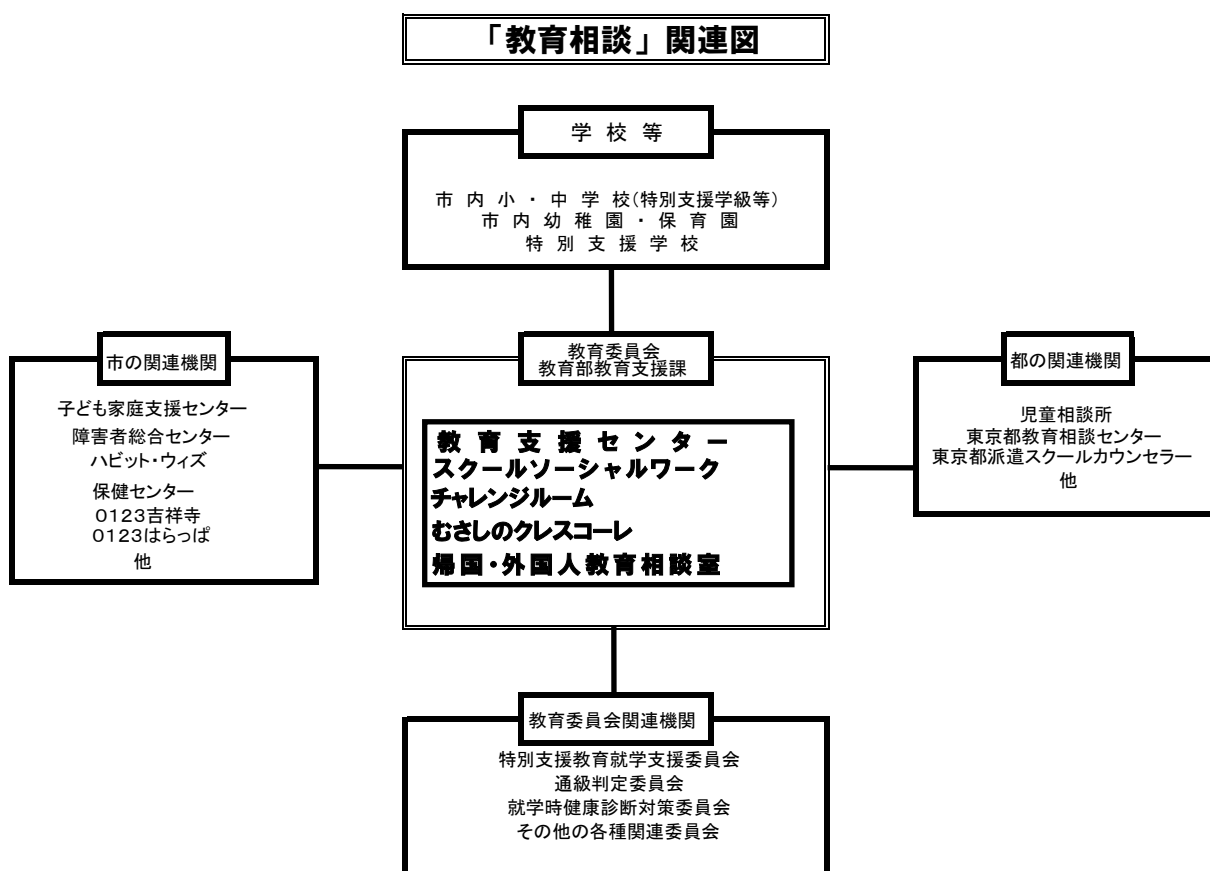 「教育相談」関連図
学校等
市内小・中学校(特別支援学級等)
市内幼稚園・保育園
特別支援学校
市の関連機関
子ども家庭支援センター
障害者総合センター
ハビット・ウィズ
保健センター
0123吉祥寺
0123はらっぱ
他
教育委員会
教育部教育支援課
教育支援センター
スクールソーシャルワーク
チャレンジルーム
むさしのクレスコーレ
帰国・外国人教育相談室
都の関連機関
児童相談所
東京都教育相談センター
東京都派遣スクールカウンセラー
他
教育委員会関連機関
特別支援教育就学支援委員会
通級判定委員会
就学時健康診断対策委員会
その他の各種関連委員会